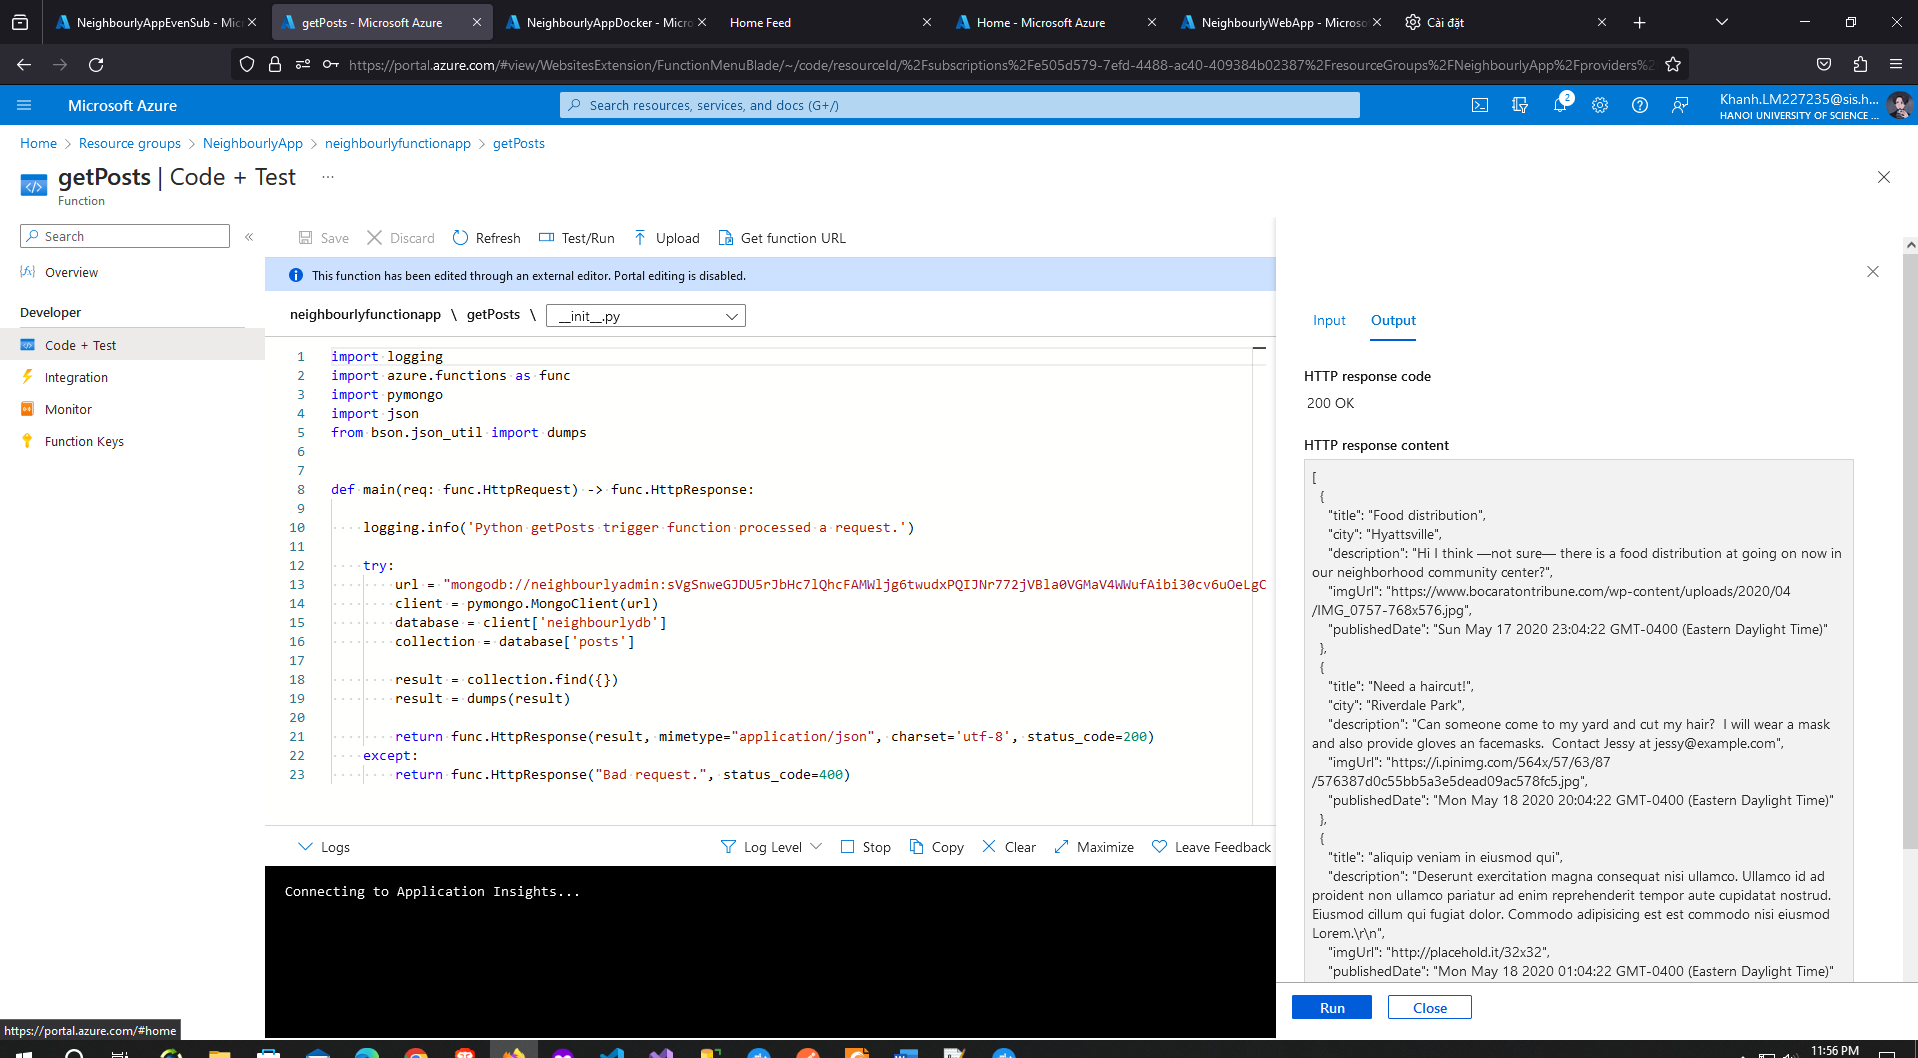 NeighbourlyAppEvenSub - Mic
getPosts - Microsoft Azure
NeighbourlyAppDocker - Micro
Home Feed
Home - Microsoft Azure
NeighbourlyWebApp - Microso
Cài đặt
https://portal.azure.com/#view/WebsitesExtension/FunctionMenuBlade/~/code/resourceId/%2Fsubscriptions%2Fe505d579-7efd-4488-ac40-409384b02387%2FresourceGroups%2FNeighbourlyApp%2Fproviders%2
Microsoft Azure
Search resources, services, and docs (G+/)
2
Khanh.LM227235@sis.h...
HANOI UNIVERSITY OF SCIENCE ...
Home > Resource groups > NeighbourlyApp > neighbourlyfunctionapp > getPosts
getPosts | Code + Test ...
Function
Search
«
Overview
Developer
Code + Test
Integration
Monitor
Function Keys
Save
Discard
Refresh
Test/Run
Upload
Get function URL
This function has been edited through an external editor. Portal editing is disabled.
neighbourlyfunctionapp \ getPosts \ __init__.py
1 import logging
2 import azure.functions as func
3 import pymongo
4 import json
5 from bson.json_util import dumps
6
7
8 def main(req: func.HttpRequest) -> func.HttpResponse:
9
10 logging.info('Python getPosts trigger function processed a request.')
11
12 try:
13 url = "mongodb://neighbourlyadmin:
14 client = pymongo.MongoClient(url)
15 database = client['neighbourlydb']
16 collection = database['posts']
17
18 result = collection.find({})
19 result = dumps(result)
20
21 return func.HttpResponse(result, mimetype="application/json", charset='utf-8', status_code=200)
22 except:
23 return func.HttpResponse("Bad request.", status_code=400)
Logs
Log Level
Stop
Copy
Clear
Maximize
Leave Feedback
Connecting to Application Insights...
Input
Output
HTTP response code
200 OK
HTTP response content
[
{
"title": "Food distribution",
"city": "Hyattsville",
"description": "Hi I think —not sure— there is a food distribution at going on now in
our neighborhood community center?",
"imgUrl": "https://www.bocaratontribune.com/wp-content/uploads/2020/04
/IMG_0757-768x576.jpg",
"publishedDate": "Sun May 17 2020 23:04:22 GMT-0400 (Eastern Daylight Time)"
},
{
"title": "Need a haircut!",
"city": "Riverdale Park",
"description": "Can someone come to my yard and cut my hair?  I will wear a mask
and also provide gloves an facemasks.  Contact Jessy at jessy@example.com",
"imgUrl": "https://i.pinimg.com/564x/57/63/87
/576387d0c55bb5a3e5dead09ac578fc5.jpg",
"publishedDate": "Mon May 18 2020 20:04:22 GMT-0400 (Eastern Daylight Time)"
},
{
"title": "aliquip veniam in eiusmod qui",
"description": "Deserunt exercitation magna consequat nisi ullamco. Ullamco id ad
proident non ullamco pariatur ad enim reprehenderit tempor aute cupidatat nostrud.
Eiusmod cillum qui fugiat dolor. Commodo adipisicing est est commodo nisi eiusmod
Lorem.\r\n",
"imgUrl": "http://placehold.it/32x32",
"publishedDate": "Mon May 18 2020 01:04:22 GMT-0400 (Eastern Daylight Time)"
Run
Close
https://portal.azure.com/#home
11:56 PM